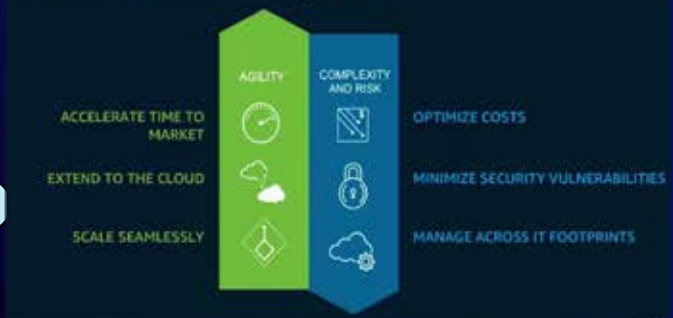 AGILITY
COMPLEXITY
AND RISK
ACCELERATE TIME TO
MARKET
OPTIMIZE COSTS
EXTEND TO THE CLOUD
MINIMIZE SECURITY VULNERABILITIES
SCALE SEAMLESSLY
MANAGE ACROSS IT FOOTPRINTS